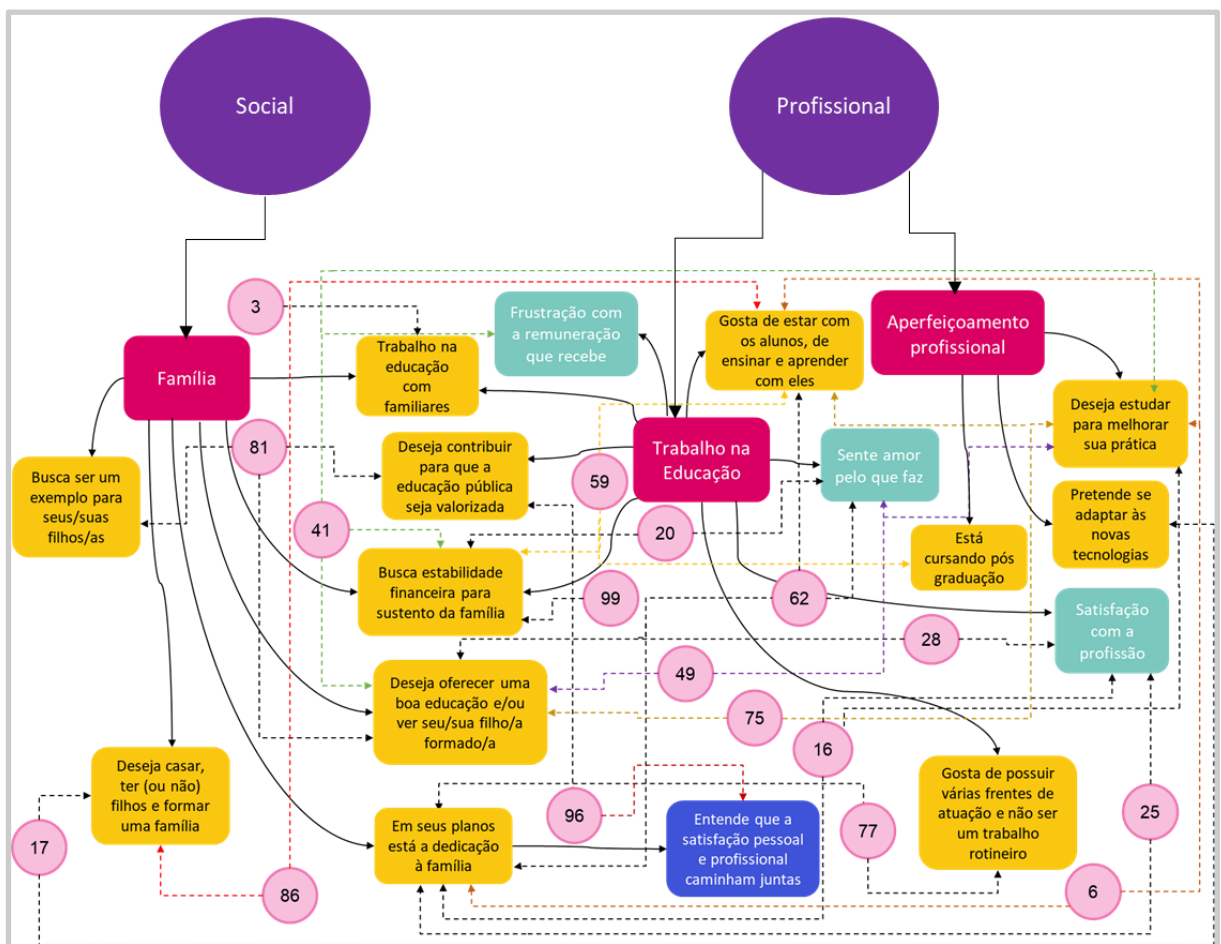 Social
Profissional
3
Frustração com
a remuneração
que recebe
Gosta de estar com
os alunos, de
ensinar e aprender
com eles
Aperfeiçoamento
profissional
Família
Trabalho na
educação
com
familiares
Deseja estudar
para melhorar
sua prática
81
Deseja contribuir
para que a
educação pública
seja valorizada
Trabalho na
Educação
Sente amor
pelo que faz
Busca ser um
exemplo para
seus/suas
filhos/as
59
Pretende se
adaptar às
novas
tecnologias
41
20
Está
cursando pós
graduação
Busca estabilidade
financeira para
sustento da família
99
62
Satisfação
com a
profissão
28
49
Deseja oferecer uma
boa educação e/ou
ver seu/sua filho/a
formado/a
75
16
Deseja casar,
ter (ou não)
filhos e formar
uma família
Gosta de possuir
várias frentes de
atuação e não ser
um trabalho
rotineiro
17
Em seus planos
está a dedicação
à família
96
Entende que a
satisfação pessoal
e profissional
caminham juntas
77
25
86
6